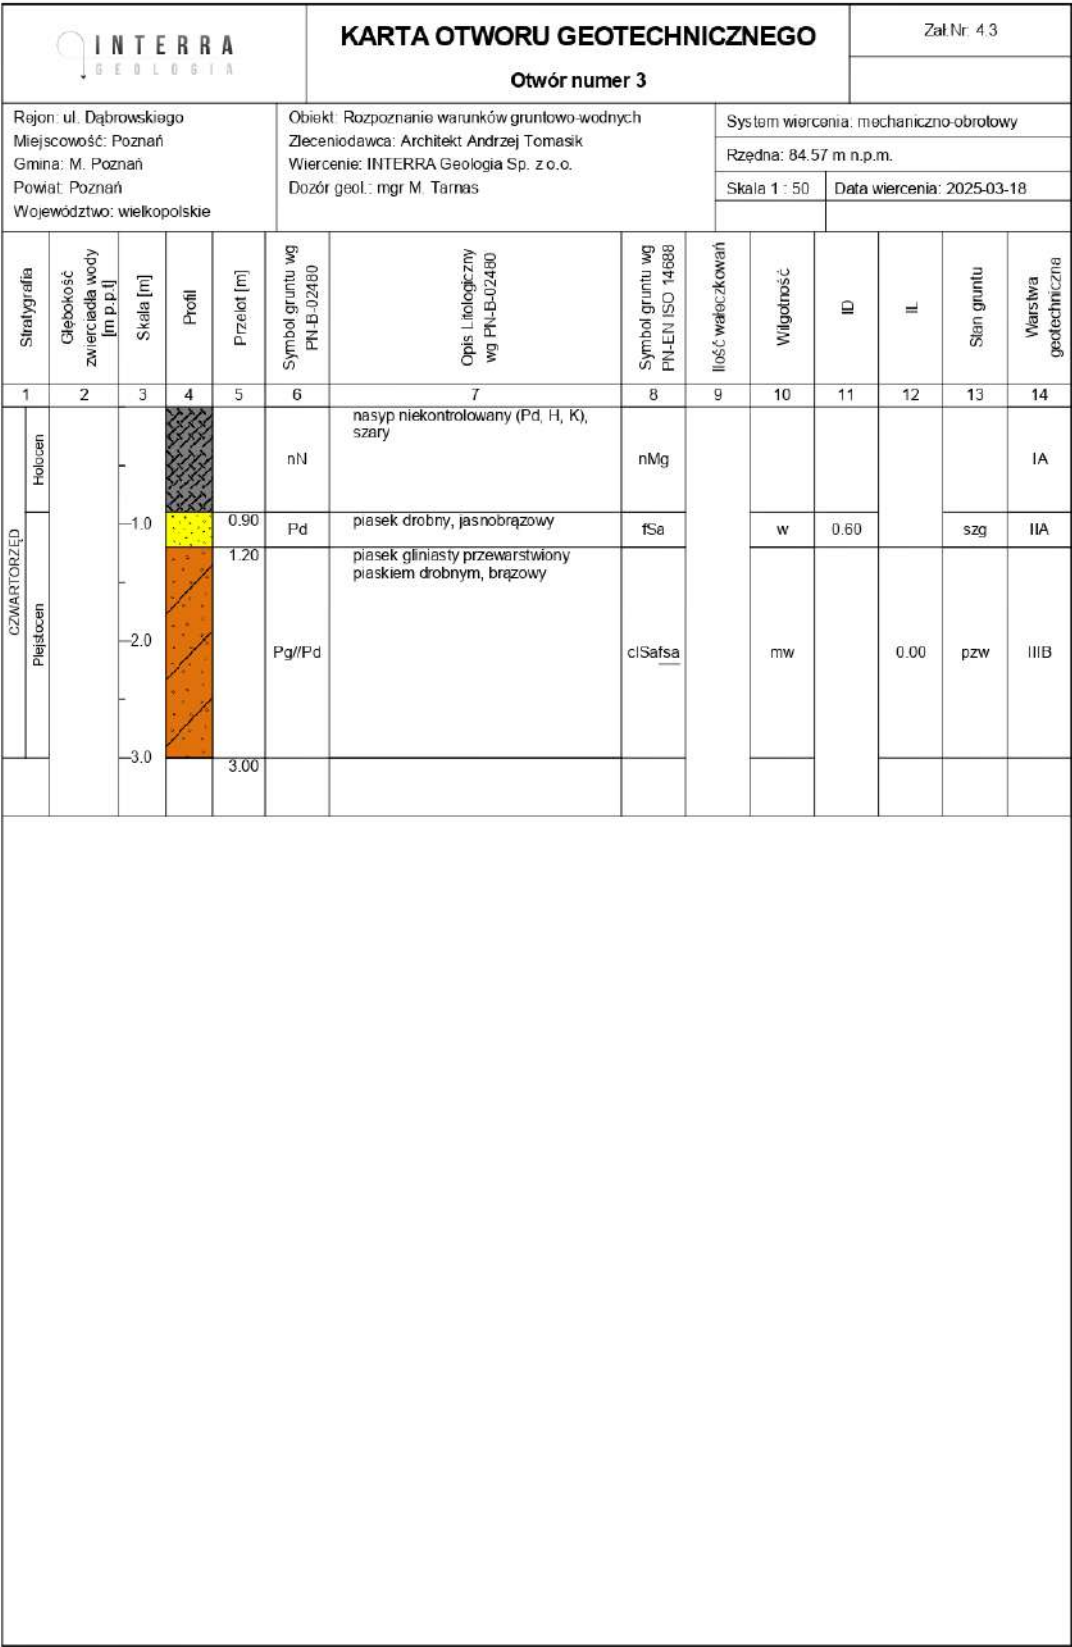 INTERRA
GEOLOGIA
KARTA OTWORU GEOTECHNICZNEGO
Otwór numer 3
Zał.Nr: 4.3
Rejon: ul. Dąbrowskiego
Miejscowość: Poznań
Gmina: M. Poznań
Powiat: Poznań
Województwo: wielkopolskie
Obiekt: Rozpoznanie warunków gruntowo-wodnych
Zleceniodawca: Architekt Andrzej Tomasik
Wiercenie: INTERRA Geologia Sp. z o.o.
Dozór geol.: mgr M. Tarnas
System wiercenia: mechaniczno-obrotowy
Rzędna: 84.57 m n.p.m.
Skala 1 : 50
Data wiercenia: 2025-03-18
Stratygrafia
Głębokość
zwierciadła wody
[m p.p.t]
Skala [m]
Profil
Przelot [m]
Symbol gruntu wg
PN-B-02480
Opis Litologiczny
wg PN-B-02480
Symbol gruntu wg
PN-EN ISO 14688
Ilość wałeczkowań
Wilgotność
ID
IL
Stan gruntu
Warstwa
geotechniczna
1 2 3 4 5 6 7 8 9 10 11 12 13 14
CZWARTORZĘD
Holocen
nN
nasyp niekontrolowany (Pd, H, K),
szary
nMg
IA
Plejstocen
1.0
0.90
Pd
piasek drobny, jasnobrązowy
fSa
w
0.60
szg
IIA
1.20
2.0
Pg//Pd
piasek gliniasty przewarstwiony
piaskiem drobnym, brązowy
clSafsa
mw
0.00
pzw
IIIB
3.0
3.00